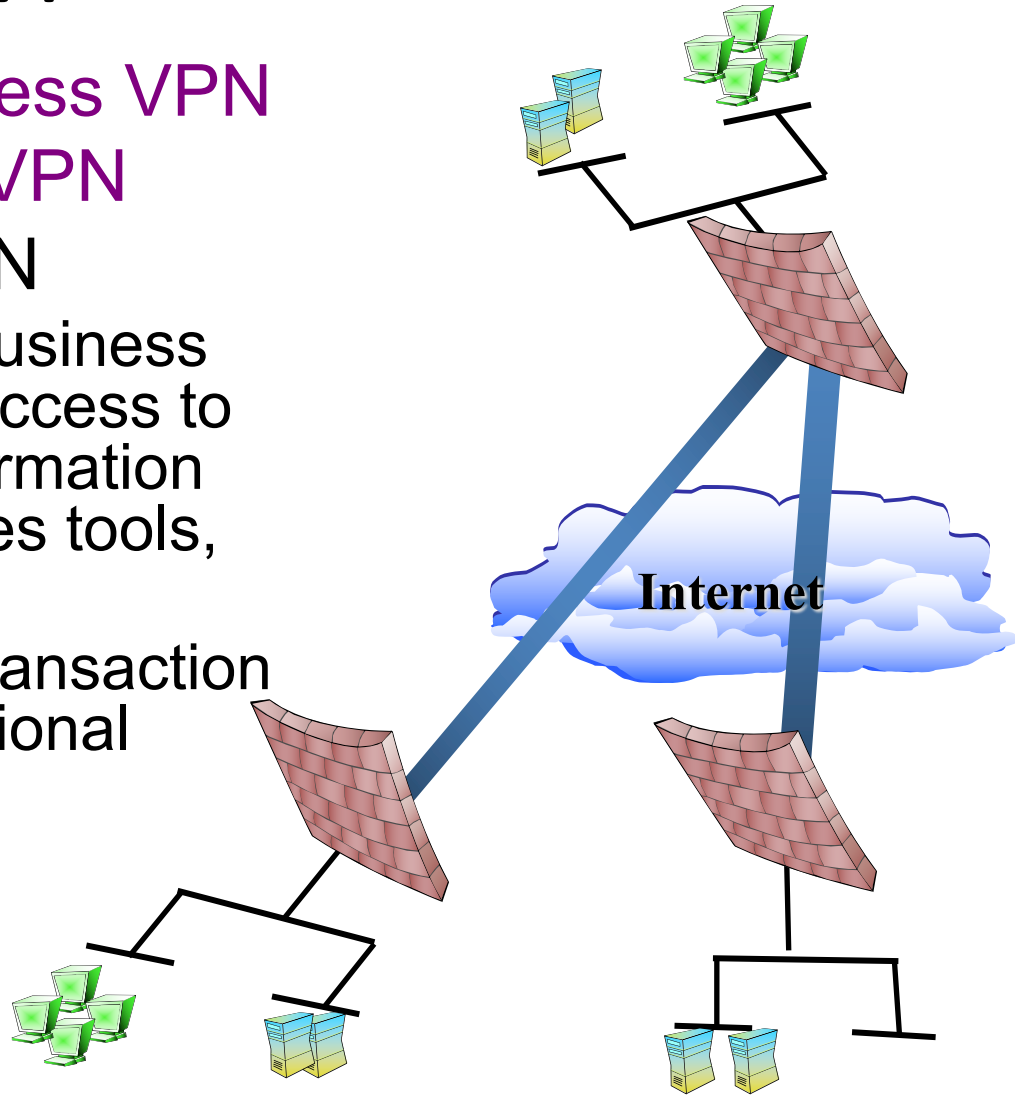 ess VPN
VPN
N
usiness
ccess to
rmation
es tools,
ansaction
ional
Internet